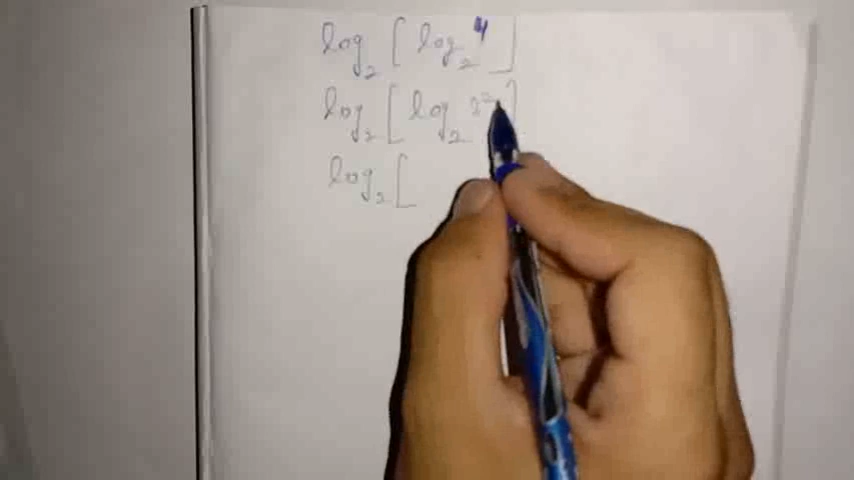 log₂ [ log₂ 4 ]
log₂ [ log₂ 2² ]
log₂ [